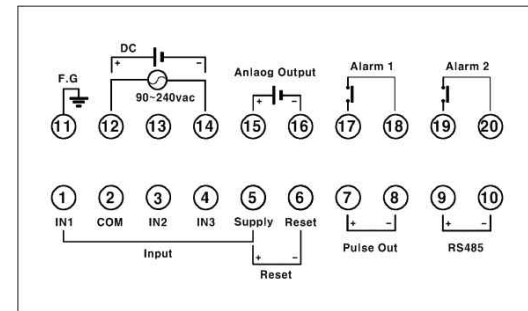 DC
+ −
F.G
90~240vac
Anlaog Output
+ −
Alarm 1
Alarm 2
11 12 13 14 15 16 17 18 19 20
1 2 3 4 5 6 7 8 9 10
IN1 COM IN2 IN3 Supply Reset
+ − + −
Input
+ −
Pulse Out
RS485
Reset